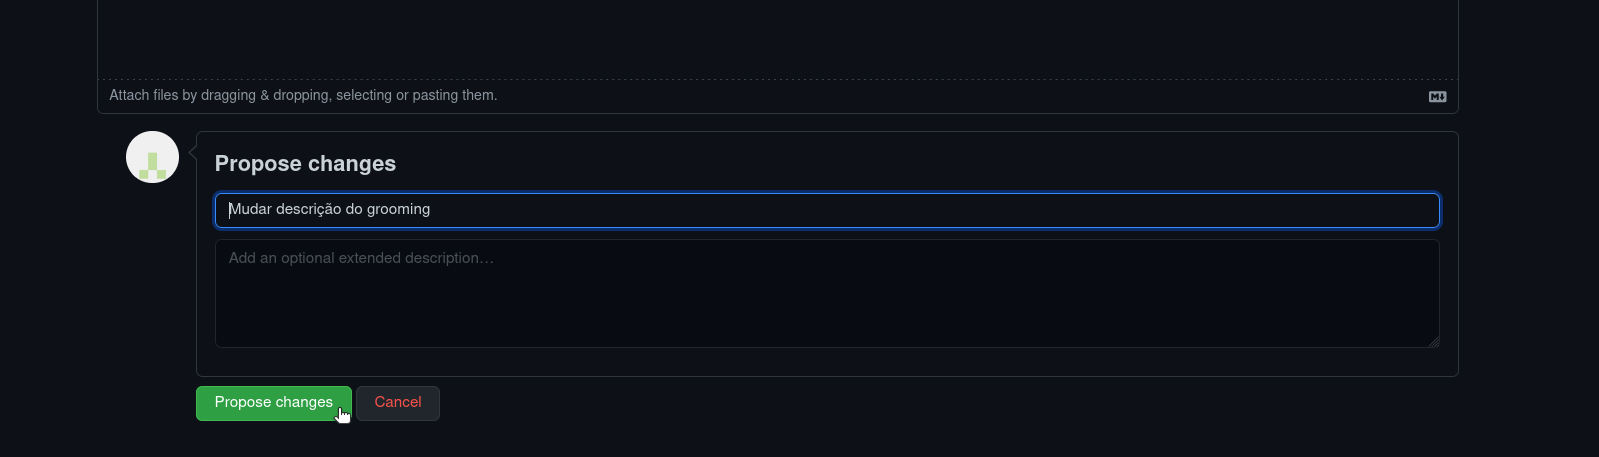 Attach files by dragging & dropping, selecting or pasting them.
Propose changes
Mudar descrição do grooming
Add an optional extended description…
Propose changes
Cancel